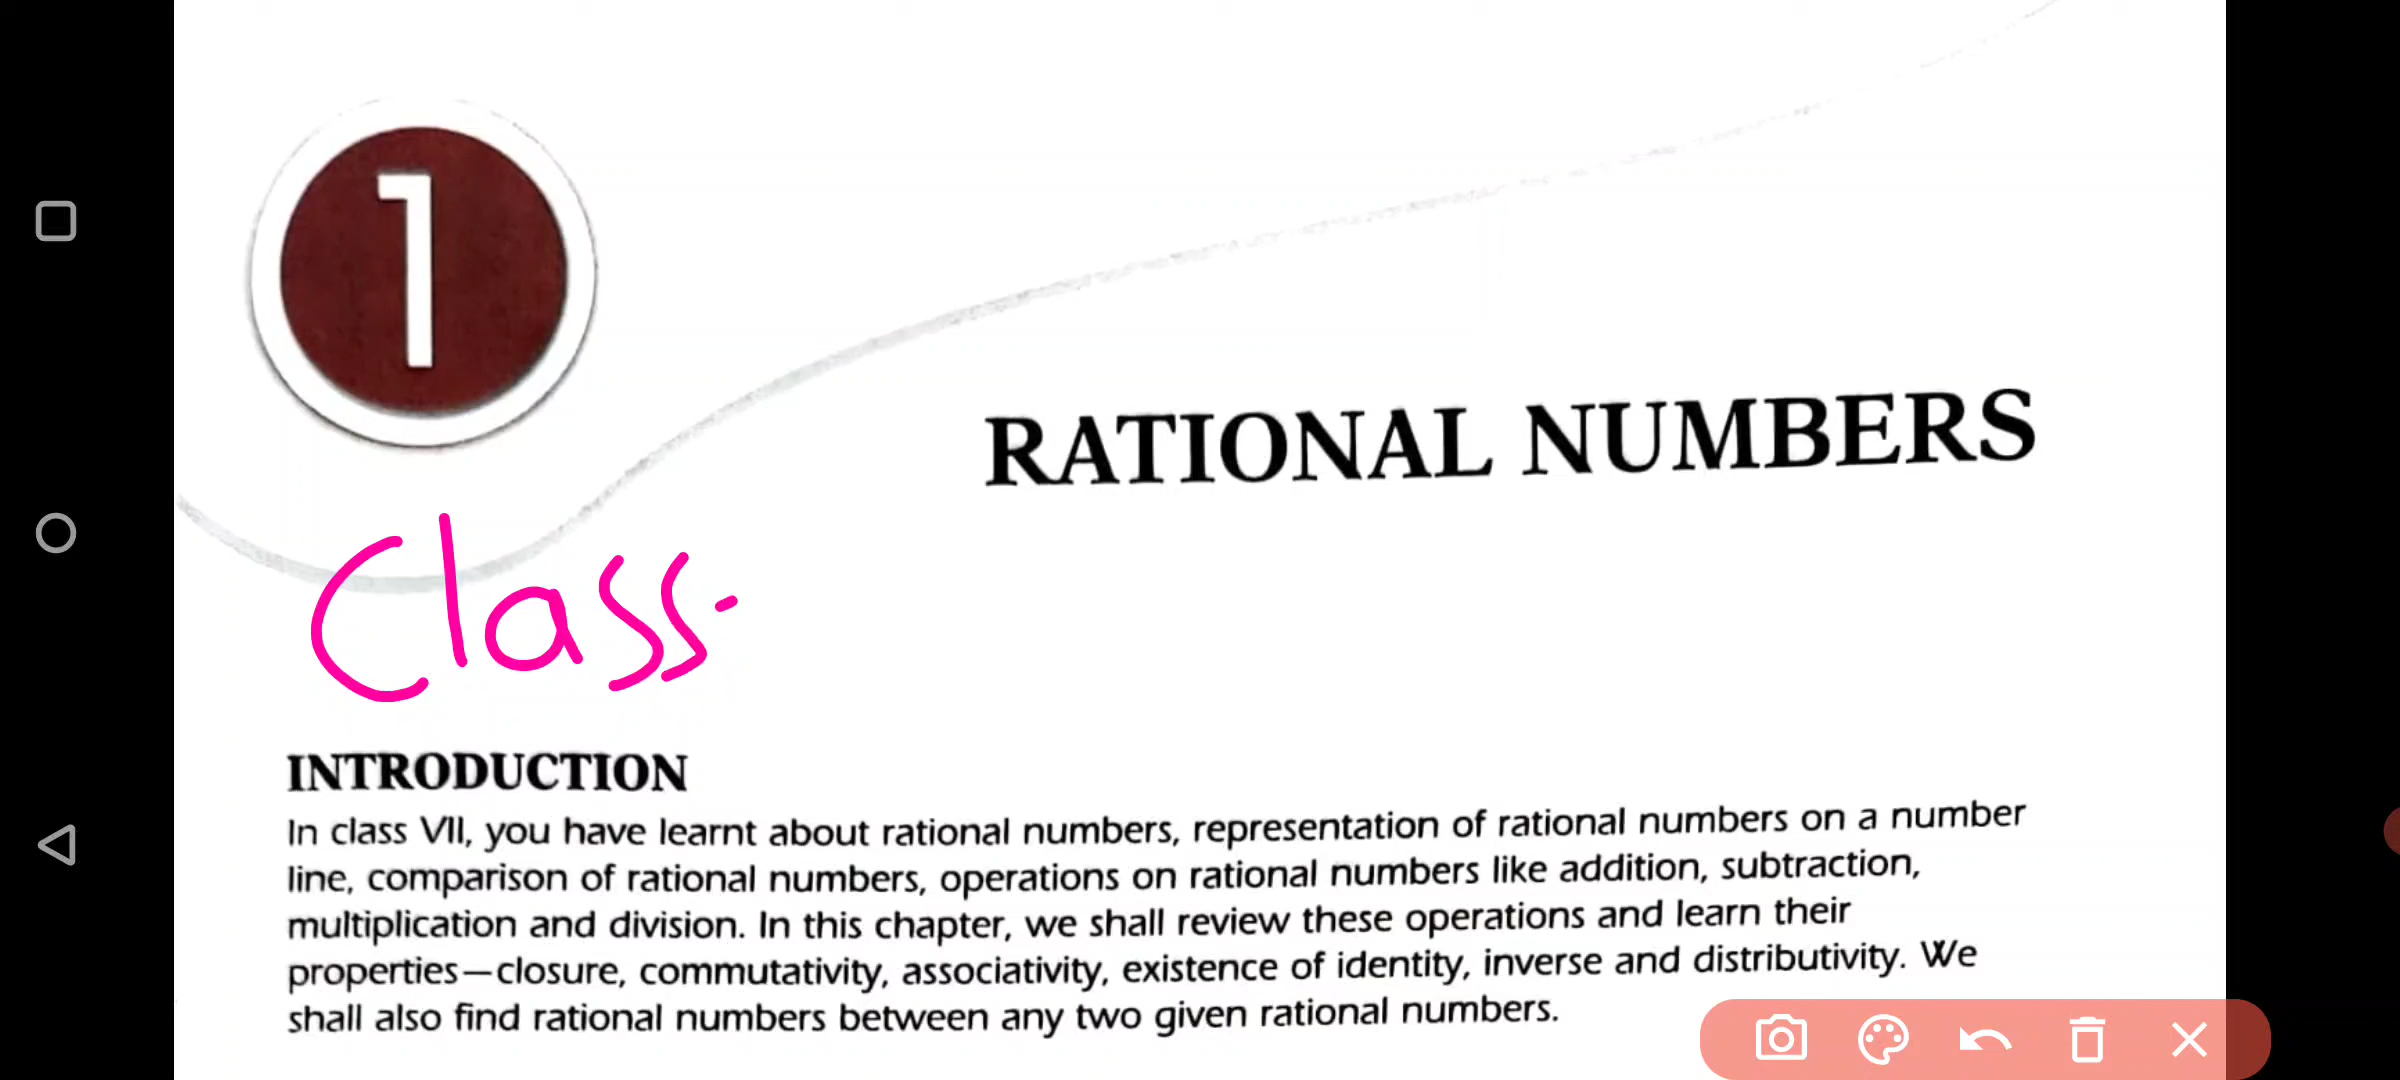 1
RATIONAL NUMBERS
Class.
INTRODUCTION
In class VII, you have learnt about rational numbers, representation of rational numbers on a number
line, comparison of rational numbers, operations on rational numbers like addition, subtraction,
multiplication and division. In this chapter, we shall review these operations and learn their
properties—closure, commutativity, associativity, existence of identity, inverse and distributivity. We
shall also find rational numbers between any two given rational numbers.